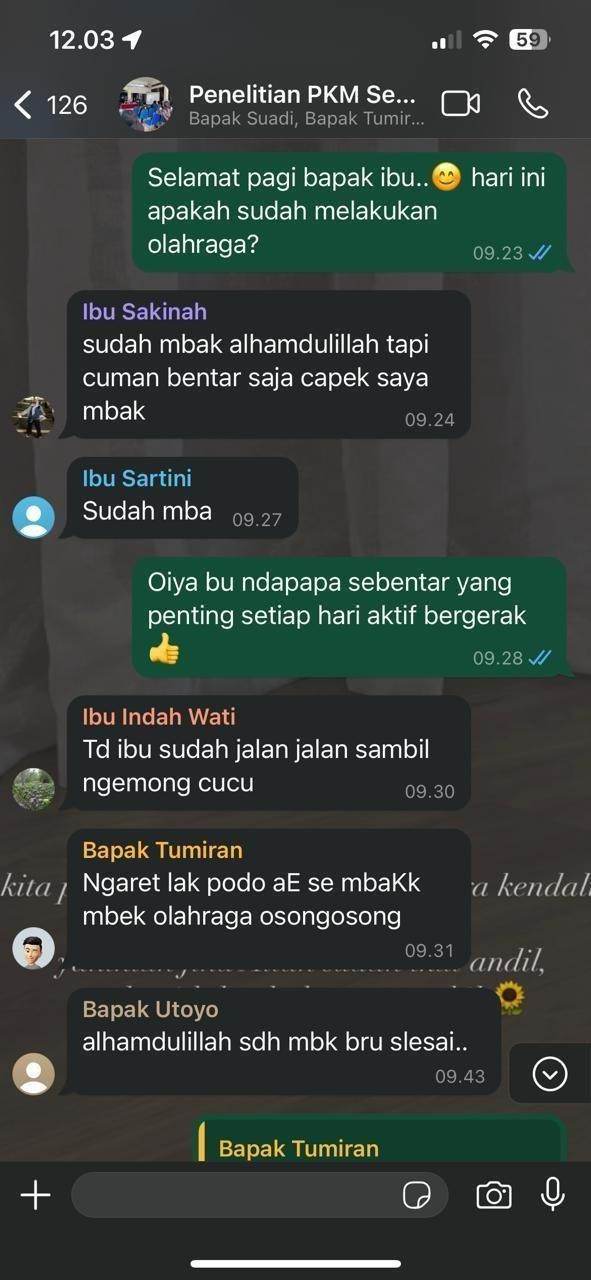 12.03
59
126
Penelitian PKM Se...
Bapak Suadi, Bapak Tumir...
Selamat pagi bapak ibu..😊 hari ini
apakah sudah melakukan
olahraga?
09.23
Ibu Sakinah
sudah mbak alhamdulillah tapi
cuman bentar saja capek saya
mbak
09.24
Ibu Sartini
Sudah mba
09.27
Oiya bu ndapapa sebentar yang
penting setiap hari aktif bergerak
👍
09.28
Ibu Indah Wati
Td ibu sudah jalan jalan sambil
ngemong cucu
09.30
Bapak Tumiran
Ngaret lak podo aE se mbaKk
mbek olahraga osongosong
09.31
kita
kendali
andil,
Bapak Utoyo
alhamdulillah sdh mbk bru slesai..
09.43
Bapak Tumiran